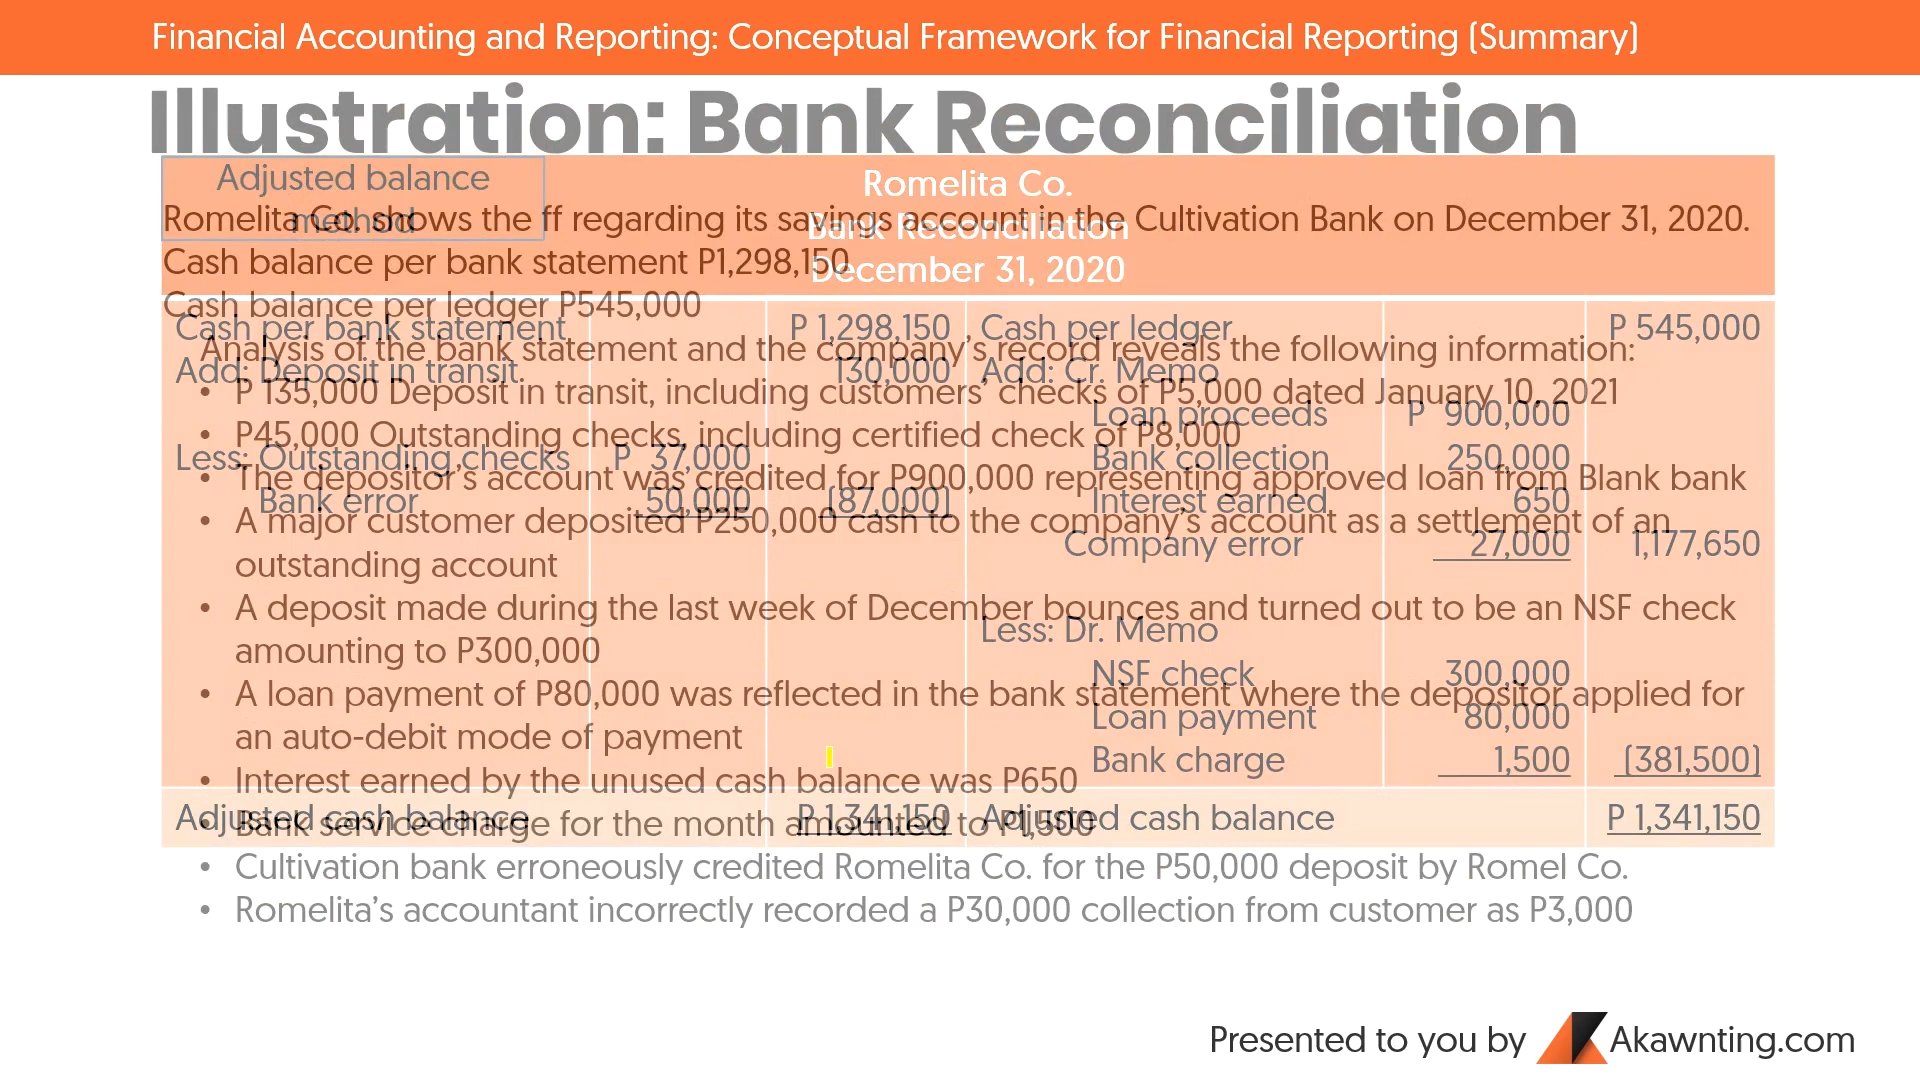 Financial Accounting and Reporting: Conceptual Framework for Financial Reporting (Summary)
Illustration: Bank Reconciliation
Romelita Co. shows the ff regarding its savings account in the Cultivation Bank on December 31, 2020.
Cash balance per bank statement P1,298,150
Cash balance per ledger P545,000
Analysis of the bank statement and the company's record reveals the following information:
• P 135,000 Deposit in transit, including customers' checks of P5,000 dated January 10, 2021
• P45,000 Outstanding checks, including certified check of P8,000
• The depositor's account was credited for P900,000 representing approved loan from Blank bank
• A major customer deposited P250,000 cash to the company's account as a settlement of an
outstanding account
• A deposit made during the last week of December bounces and turned out to be an NSF check
amounting to P300,000
• A loan payment of P80,000 was reflected in the bank statement where the depositor applied for
an auto-debit mode of payment
• Interest earned by the unused cash balance was P650
• Bank service charge for the month amounted to P1,500
• Cultivation bank erroneously credited Romelita Co. for the P50,000 deposit by Romel Co.
• Romelita's accountant incorrectly recorded a P30,000 collection from customer as P3,000
Adjusted balance
method
Romelita Co.
Bank Reconciliation
December 31, 2020
Cash per bank statement P 1,298,150
Add: Deposit in transit 130,000
Less: Outstanding checks P 37,000
Bank error 50,000 (87,000)
Adjusted cash balance P 1,341,150
Cash per ledger P 545,000
Add: Cr. Memo
Loan proceeds P 900,000
Bank collection 250,000
Interest earned 650
Company error 27,000 1,177,650
Less: Dr. Memo
NSF check 300,000
Loan payment 80,000
Bank charge 1,500 (381,500)
Adjusted cash balance P 1,341,150
Presented to you by Akawnting.com